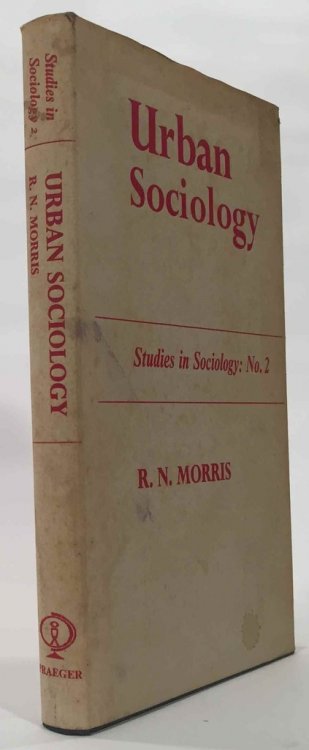 Urban
Sociology
Studies in Sociology: No. 2
R. N. MORRIS
Studies in
Sociology 2
URBAN SOCIOLOGY
R. N. MORRIS
PRAEGER